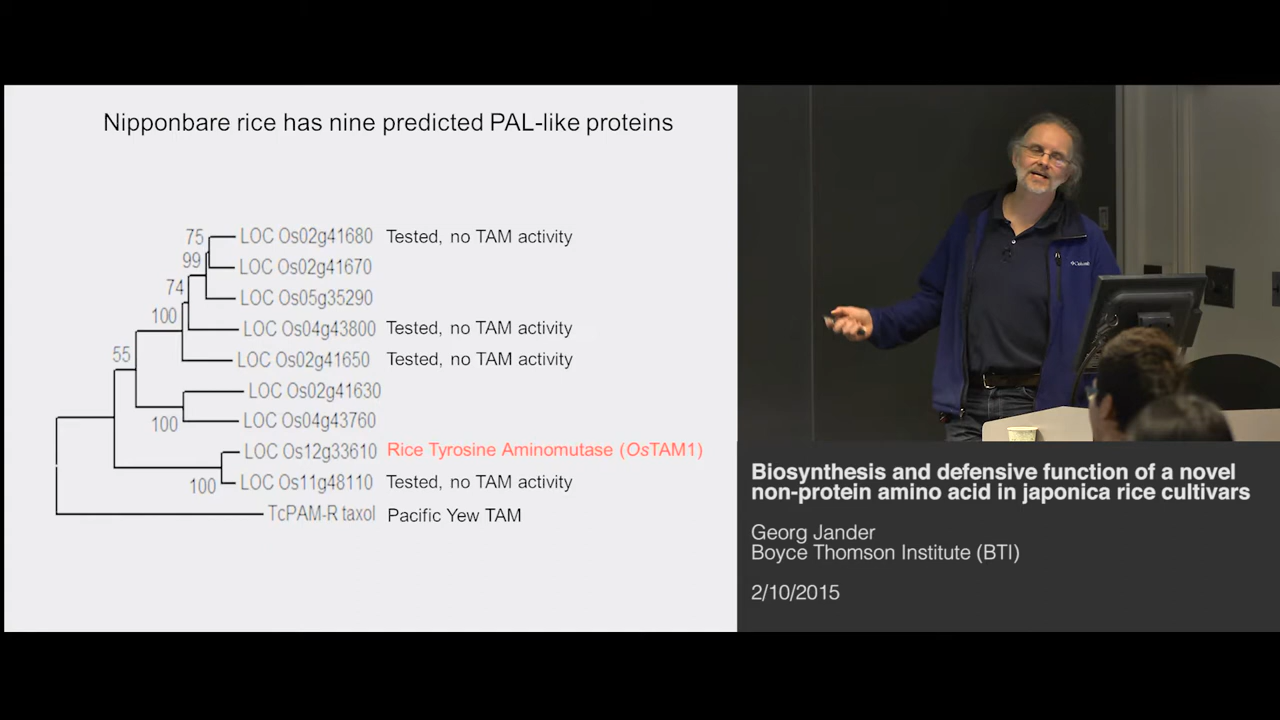 Nipponbare rice has nine predicted PAL-like proteins
75
99
74
100
55
100
100
LOC Os02g41680 Tested, no TAM activity
LOC Os02g41670
LOC Os05g35290
LOC Os04g43800 Tested, no TAM activity
LOC Os02g41650 Tested, no TAM activity
LOC Os02g41630
LOC Os04g43760
LOC Os12g33610 Rice Tyrosine Aminomutase (OsTAM1)
LOC Os11g48110 Tested, no TAM activity
TcPAM-R taxol Pacific Yew TAM
Columbia
Biosynthesis and defensive function of a novel
non-protein amino acid in japonica rice cultivars
Georg Jander
Boyce Thomson Institute (BTI)
2/10/2015